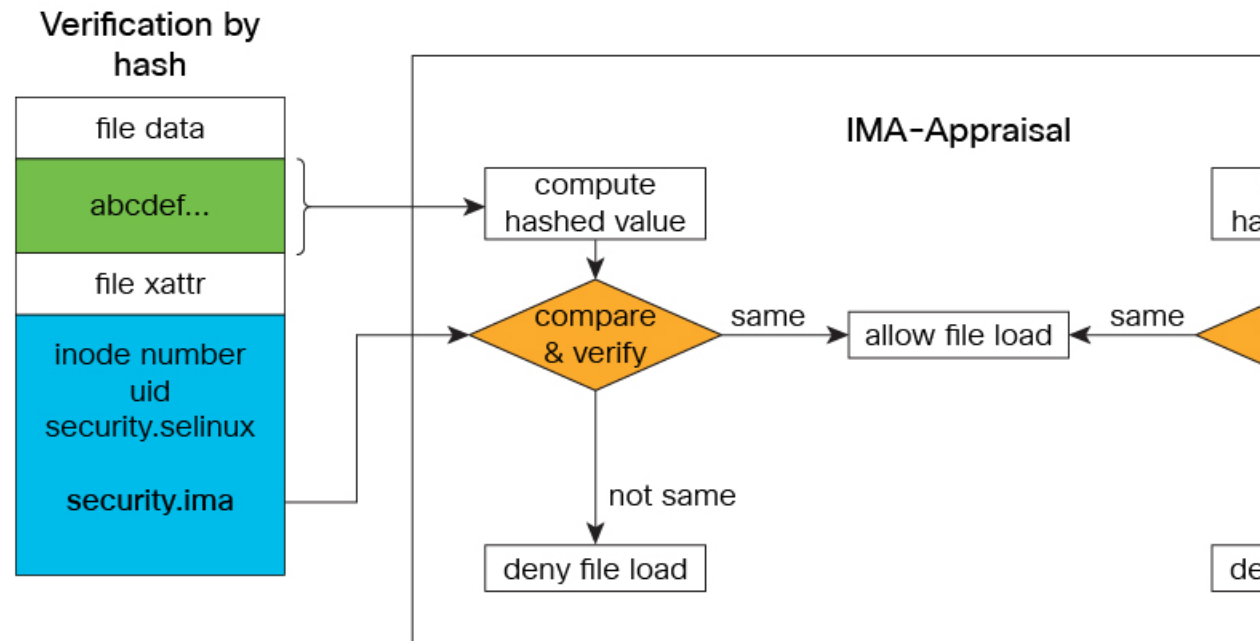 Verification by
hash
file data
abcdef...
file xattr
inode number
uid
security.selinux
security.ima
IMA-Appraisal
compute
hashed value
compare
& verify
same
allow file load
same
not same
deny file load